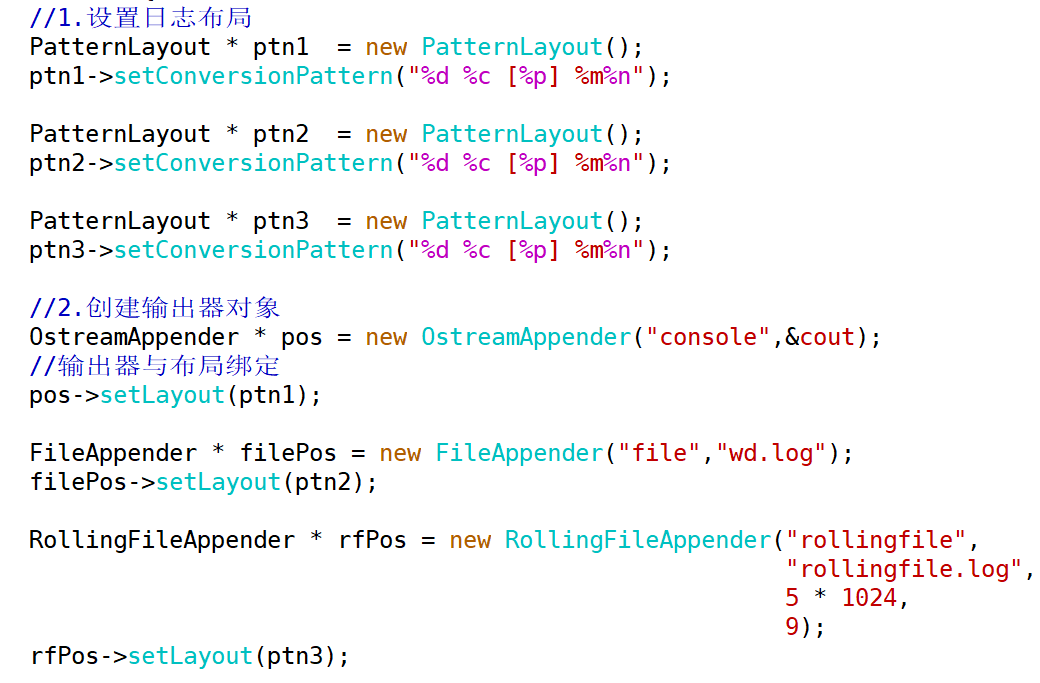 //1.设置日志布局
PatternLayout * ptn1  = new PatternLayout();
ptn1->setConversionPattern("%d %c [%p] %m%n");
PatternLayout * ptn2  = new PatternLayout();
ptn2->setConversionPattern("%d %c [%p] %m%n");
PatternLayout * ptn3  = new PatternLayout();
ptn3->setConversionPattern("%d %c [%p] %m%n");
//2.创建输出器对象
OstreamAppender * pos = new OstreamAppender("console",&cout);
//输出器与布局绑定
pos->setLayout(ptn1);
FileAppender * filePos = new FileAppender("file","wd.log");
filePos->setLayout(ptn2);
RollingFileAppender * rfPos = new RollingFileAppender("rollingfile",
"rollingfile.log",
5 * 1024,
9);
rfPos->setLayout(ptn3);